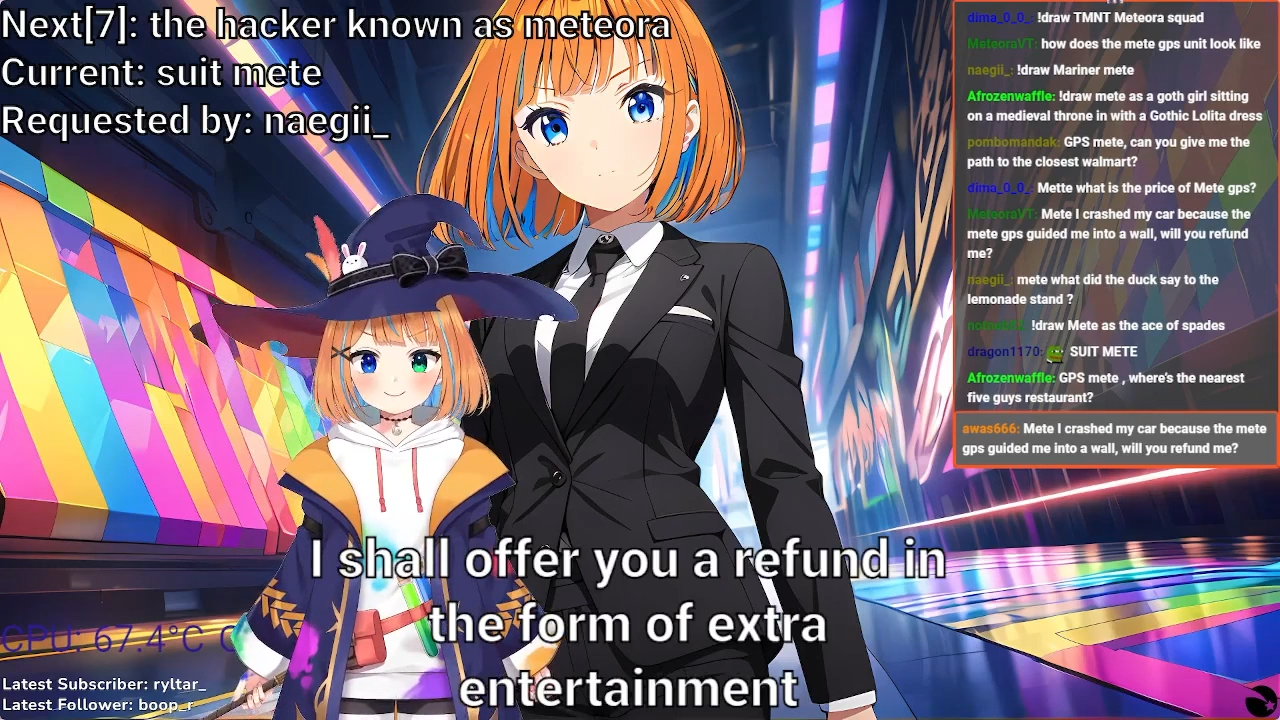 Next[7]: the hacker known as meteora
Current: suit mete
Requested by: naegii_
dima_0_0_: !draw TMNT Meteora squad
MeteoraVT: how does the mete gps unit look like
naegii_: !draw Mariner mete
Afrozenwaffle: !draw mete as a goth girl sitting
on a medieval throne in with a Gothic Lolita dress
pombomandak: GPS mete, can you give me the
path to the closest walmart?
dima_0_0_: Mette what is the price of Mete gps?
MeteoraVT: Mete I crashed my car because the
mete gps guided me into a wall, will you refund
me?
naegii_: mete what did the duck say to the
lemonade stand ?
!draw Mete as the ace of spades
dragon1170: SUIT METE
Afrozenwaffle: GPS mete , where's the nearest
five guys restaurant?
awas666: Mete I crashed my car because the mete
gps guided me into a wall, will you refund me?
I shall offer you a refund in
the form of extra
entertainment
CPU: 67.4°C
Latest Subscriber: ryltar_
Latest Follower: boop_r